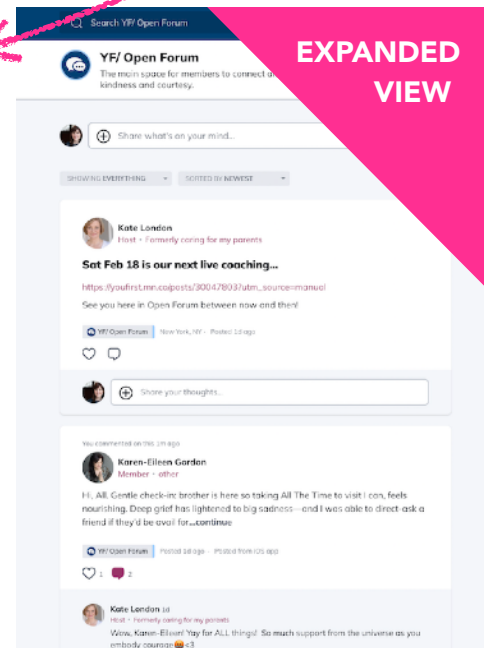 Search YF/ Open Forum
EXPANDED
VIEW
YF/ Open Forum
The main space for members to connect
kindness and courtesy.
Share what's on your mind...
SHOWING EVERYTHING
SORTED BY NEWEST
Kate London
Host • Formerly caring for my parents
Sat Feb 18 is our next live coaching...
https://youfirst.mn.co/posts/30047803?utm_source=manual
See you here in Open Forum between now and then!
YF/ Open Forum New York, NY • Posted 1d ago
Share your thoughts...
You commented on this 1m ago
Karen-Eileen Gordon
Member • other
Hi, All. Gentle check-in: brother is here so taking All The Time to visit I can, feels
nourishing. Deep grief has lightened to big sadness—and I was able to direct-ask a
friend if they'd be avail for...continue
YF/ Open Forum Posted 1d ago • Posted from iOS app
1 2
Kate London 1d
Host • Formerly caring for my parents
Wow, Karen-Eileen! Yay for ALL things! So much support from the universe as you
embody courage🦁<3